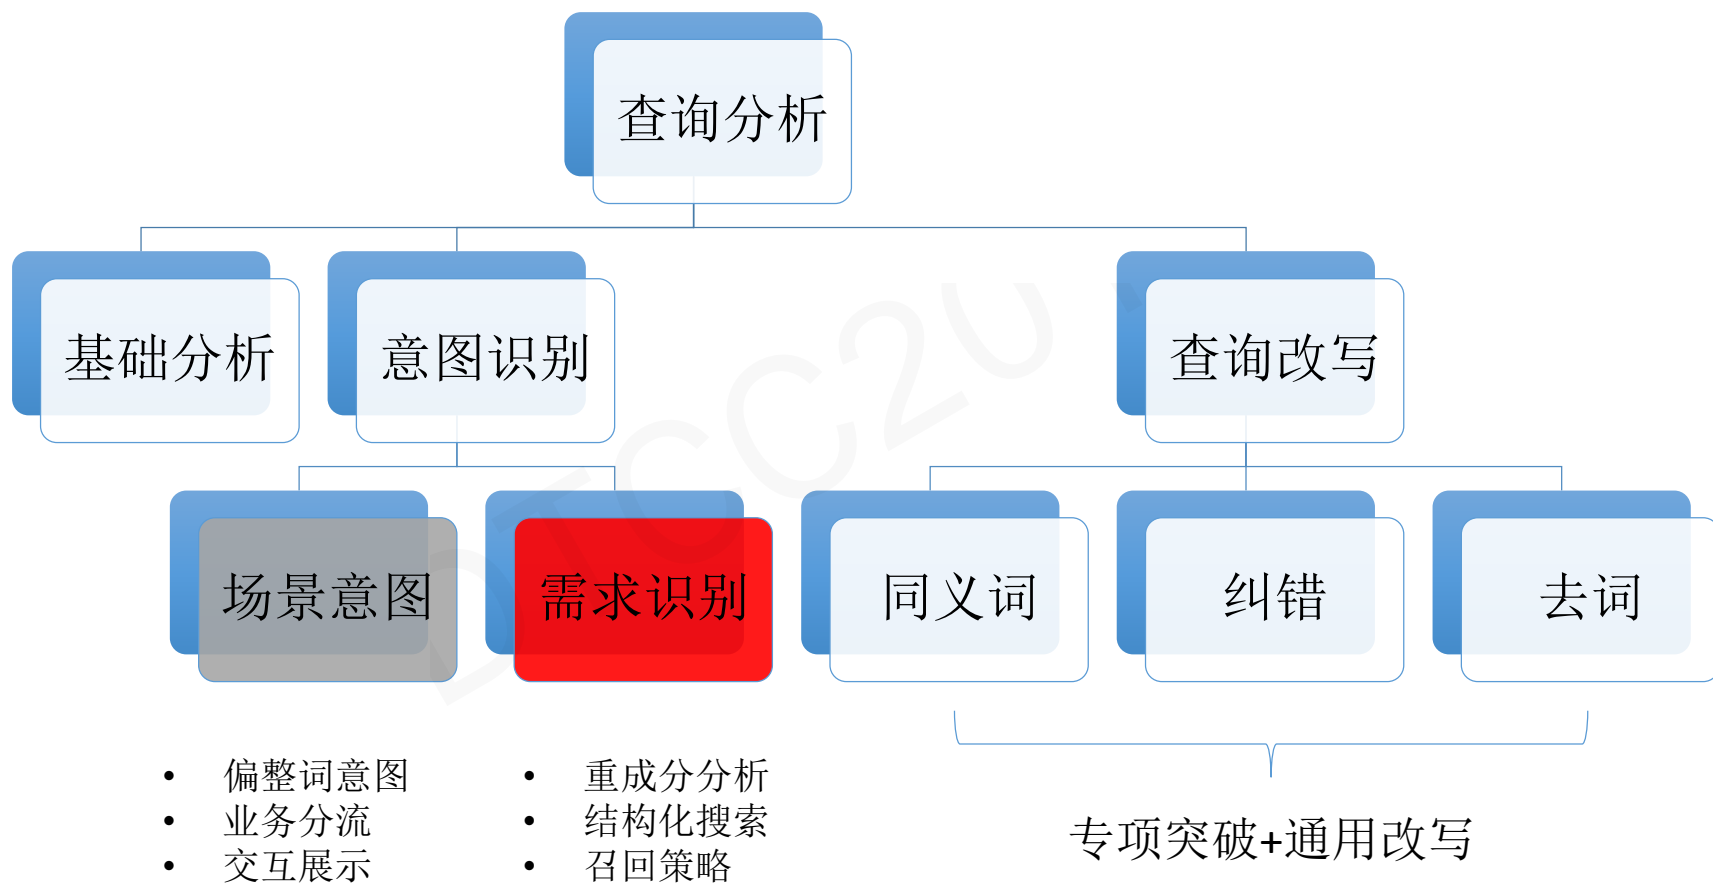 查询分析
基础分析
意图识别
查询改写
场景意图
需求识别
同义词
纠错
去词
• 偏整词意图
• 业务分流
• 交互展示
• 重成分分析
• 结构化搜索
• 召回策略
专项突破+通用改写
DTCC20